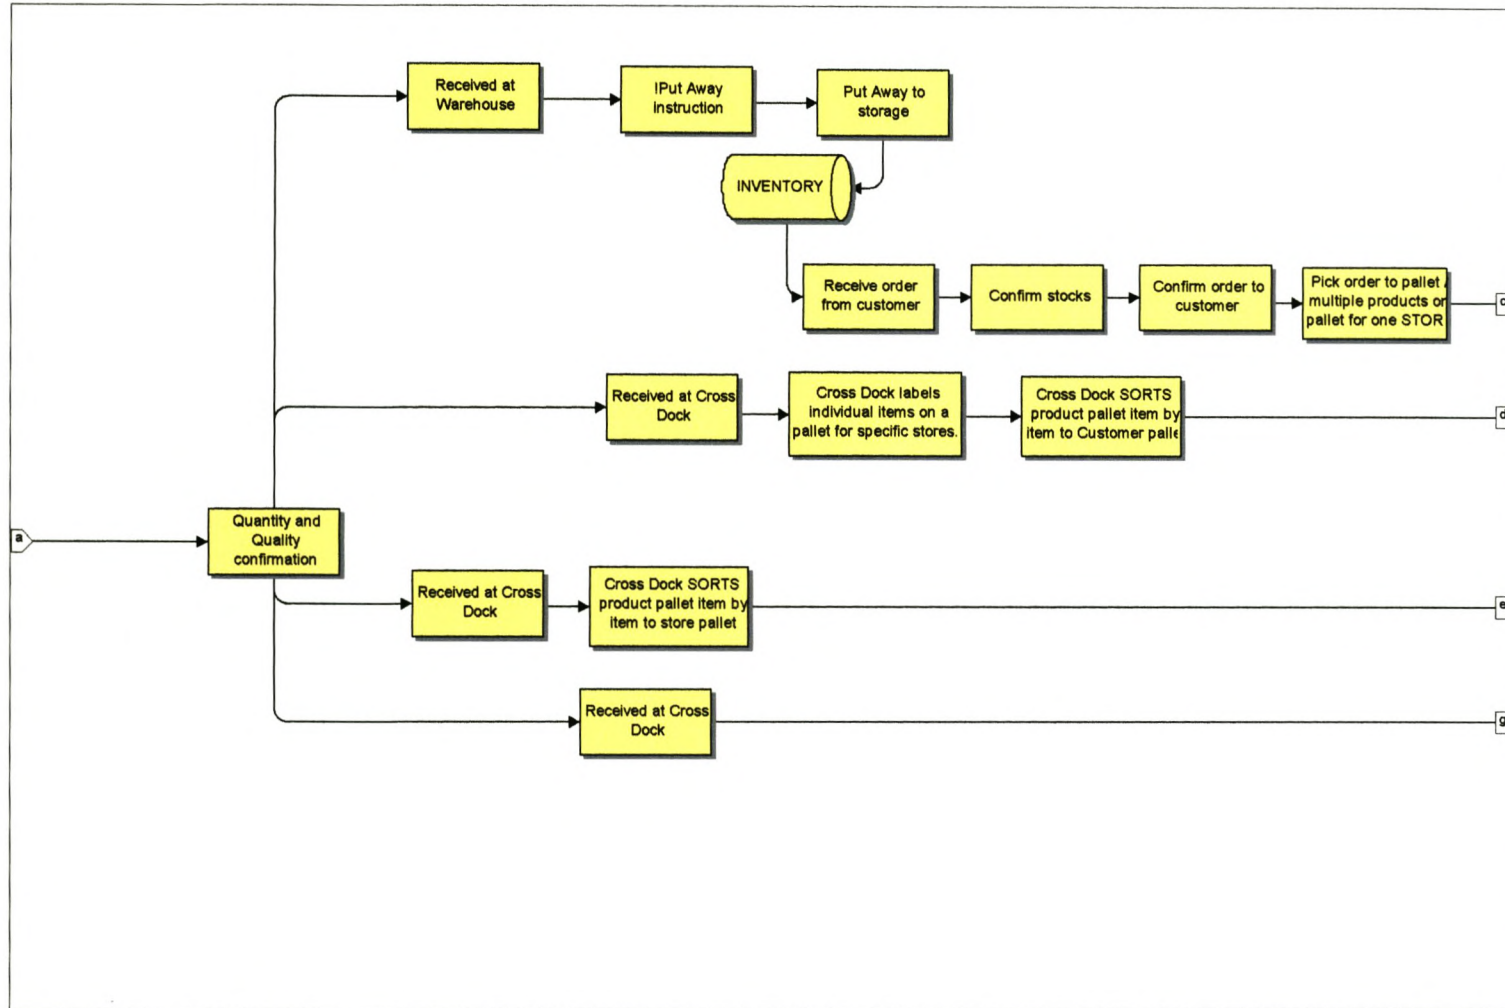 Received at
Warehouse
!Put Away
instruction
Put Away to
storage
INVENTORY
Receive order
from customer
Confirm stocks
Confirm order to
customer
Pick order to pallet
multiple products or
pallet for one STOR
c
Received at Cross
Dock
Cross Dock labels
individual items on a
pallet for specific stores.
Cross Dock SORTS
product pallet item by
item to Customer palle
d
a
Quantity and
Quality
confirmation
Received at Cross
Dock
Cross Dock SORTS
product pallet item by
item to store pallet
e
Received at Cross
Dock
g